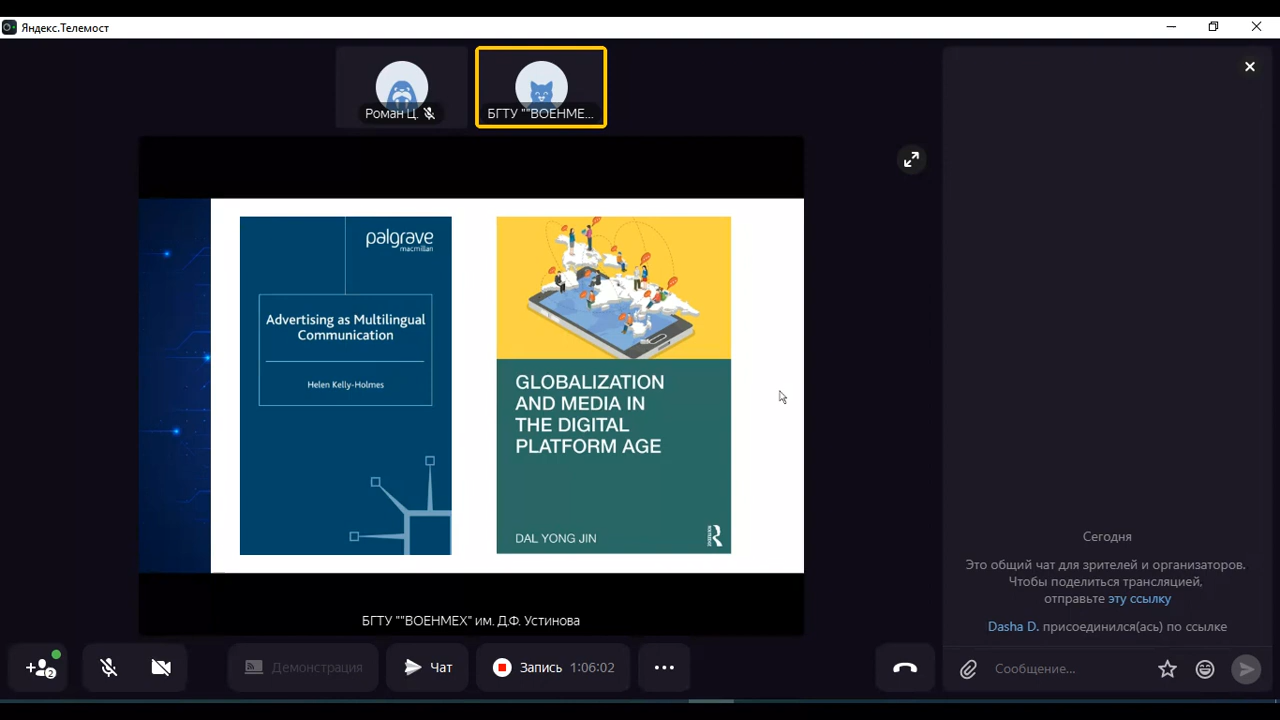 Яндекс.Телемост
Роман Ц.
БГТУ ""ВОЕНМЕ...
palgrave
macmillan
Advertising as Multilingual
Communication
Helen Kelly-Holmes
GLOBALIZATION
AND MEDIA IN
THE DIGITAL
PLATFORM AGE
DAL YONG JIN
Сегодня
Это общий чат для зрителей и организаторов.
Чтобы поделиться трансляцией,
отправьте эту ссылку
Dasha D. присоединился(ась) по ссылке
БГТУ ""ВОЕНМЕХ" им. Д.Ф. Устинова
2
Демонстрация
Чат
Запись 1:06:02
Сообщение...